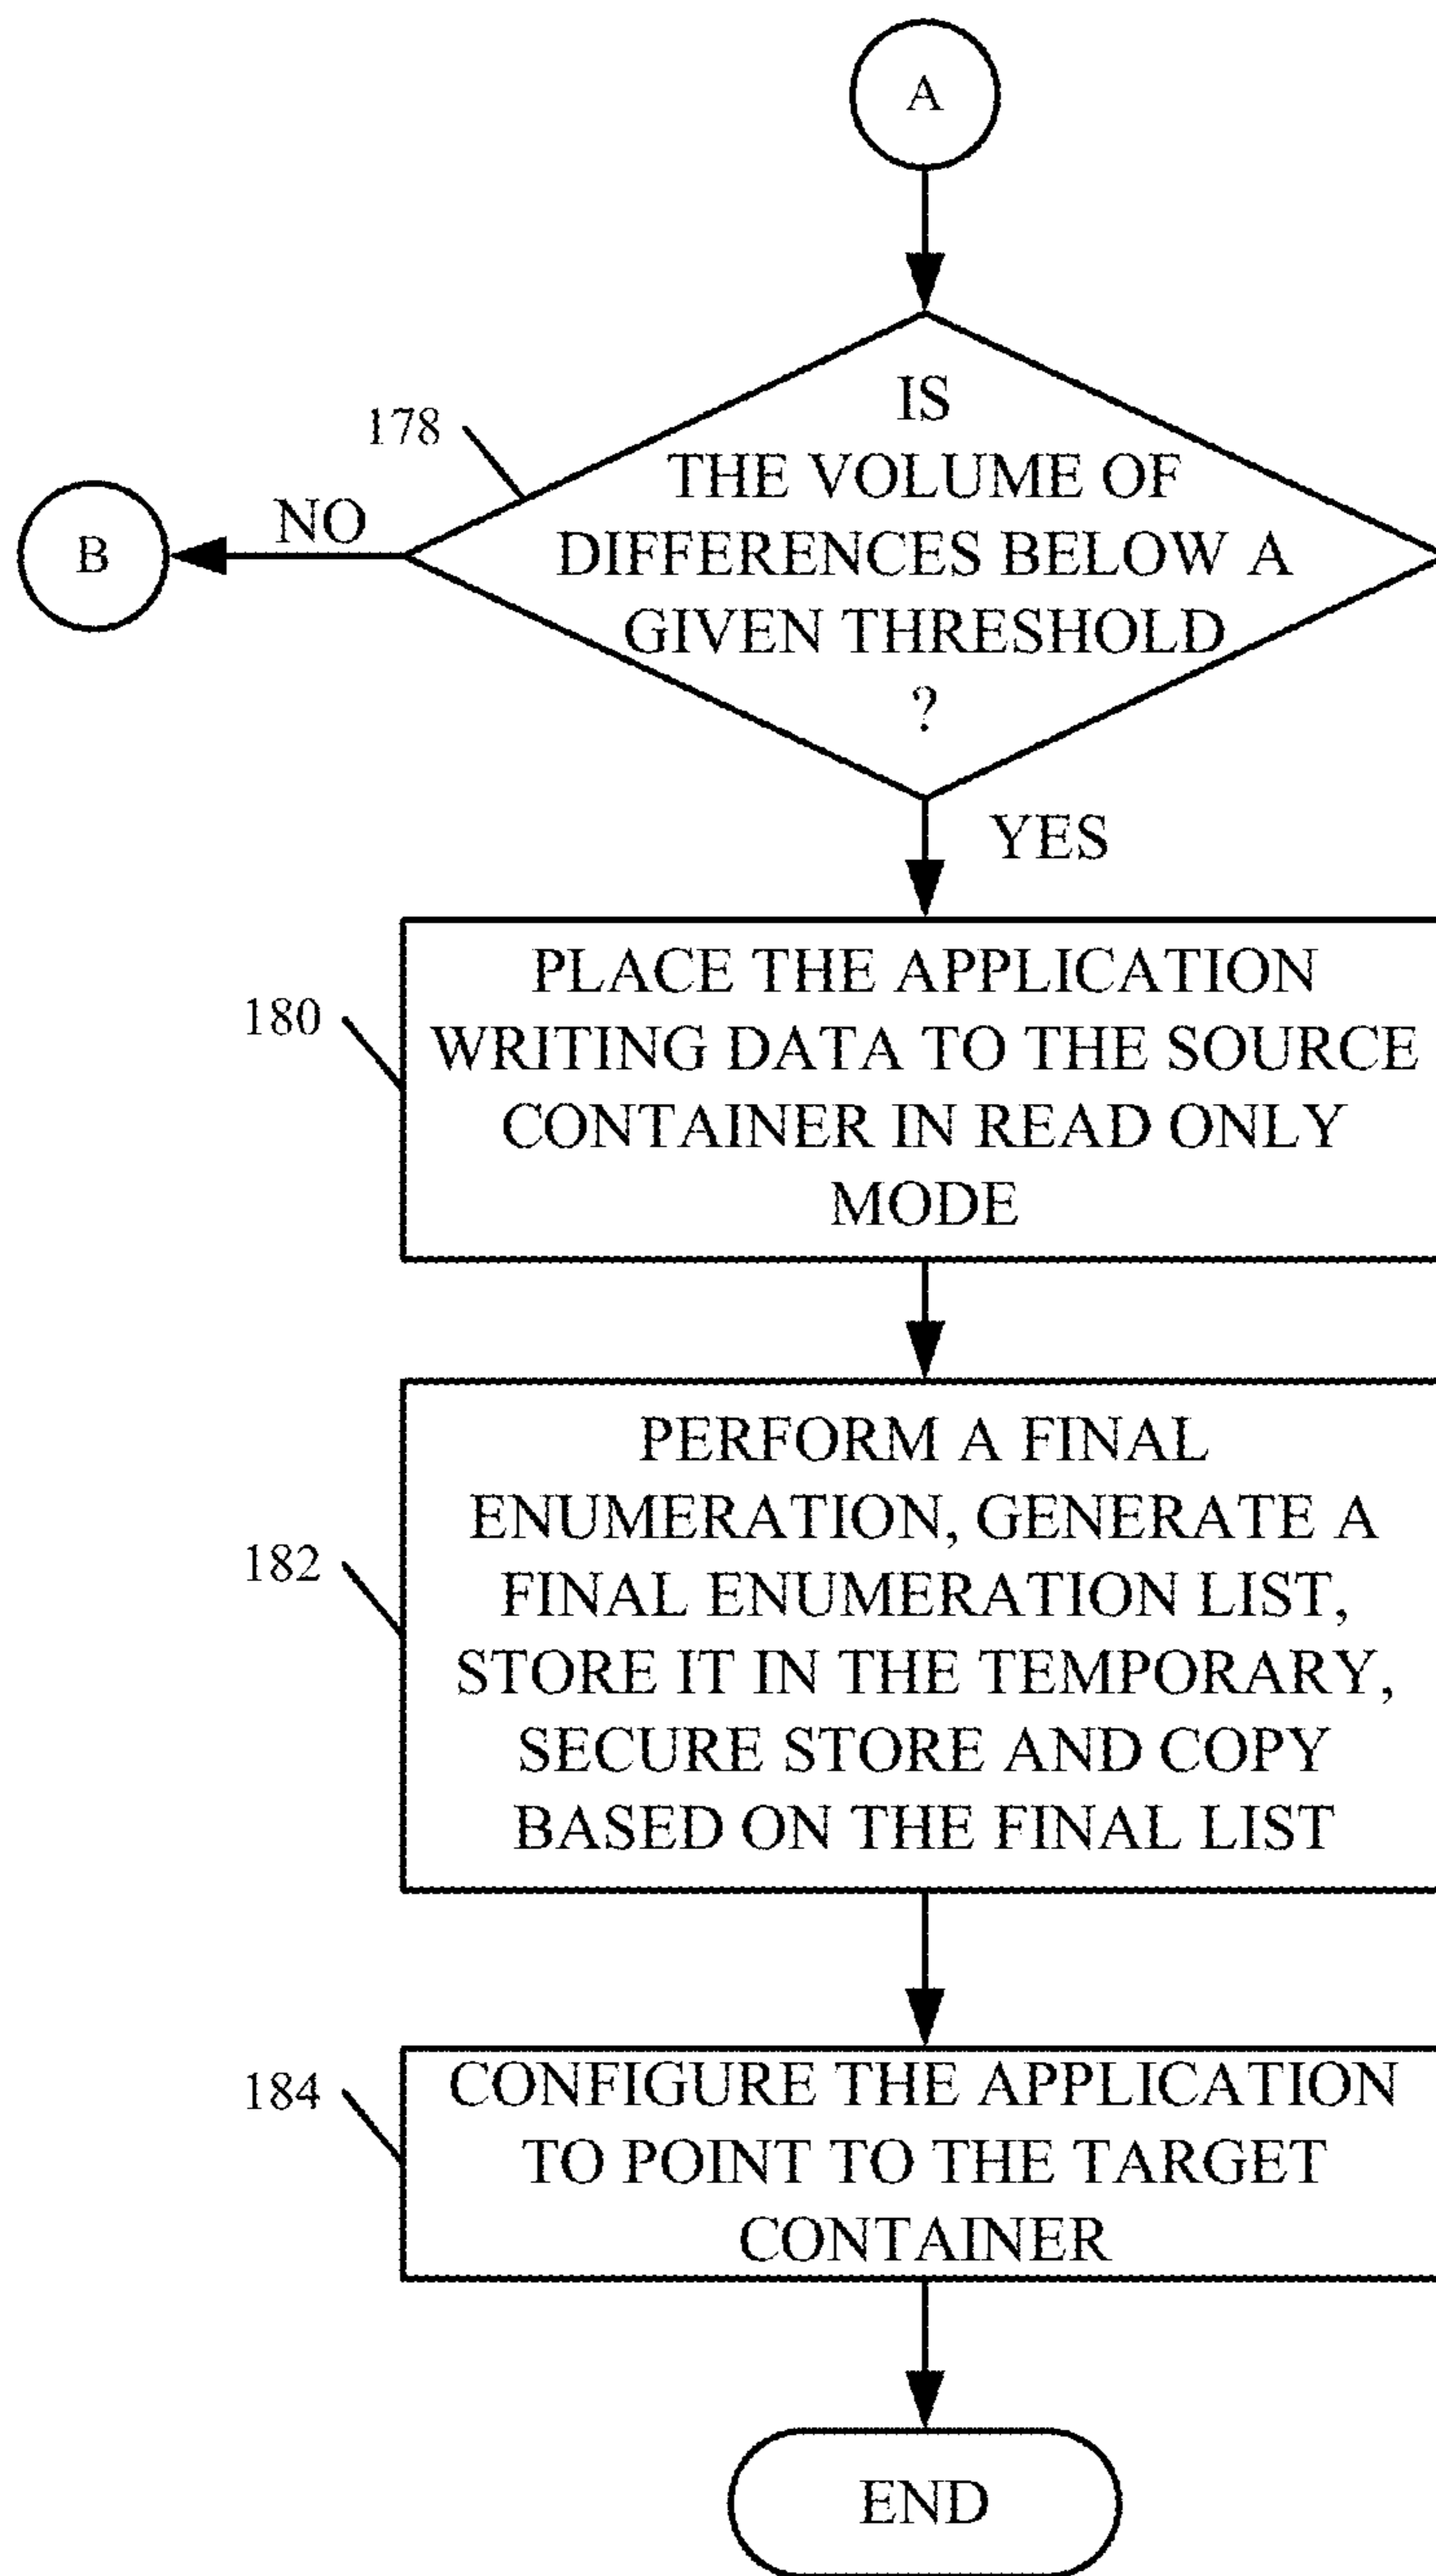 A
178
IS
THE VOLUME OF
DIFFERENCES BELOW A
GIVEN THRESHOLD
?
NO
B
YES
180
PLACE THE APPLICATION
WRITING DATA TO THE SOURCE
CONTAINER IN READ ONLY
MODE
182
PERFORM A FINAL
ENUMERATION, GENERATE A
FINAL ENUMERATION LIST,
STORE IT IN THE TEMPORARY,
SECURE STORE AND COPY
BASED ON THE FINAL LIST
184
CONFIGURE THE APPLICATION
TO POINT TO THE TARGET
CONTAINER
END